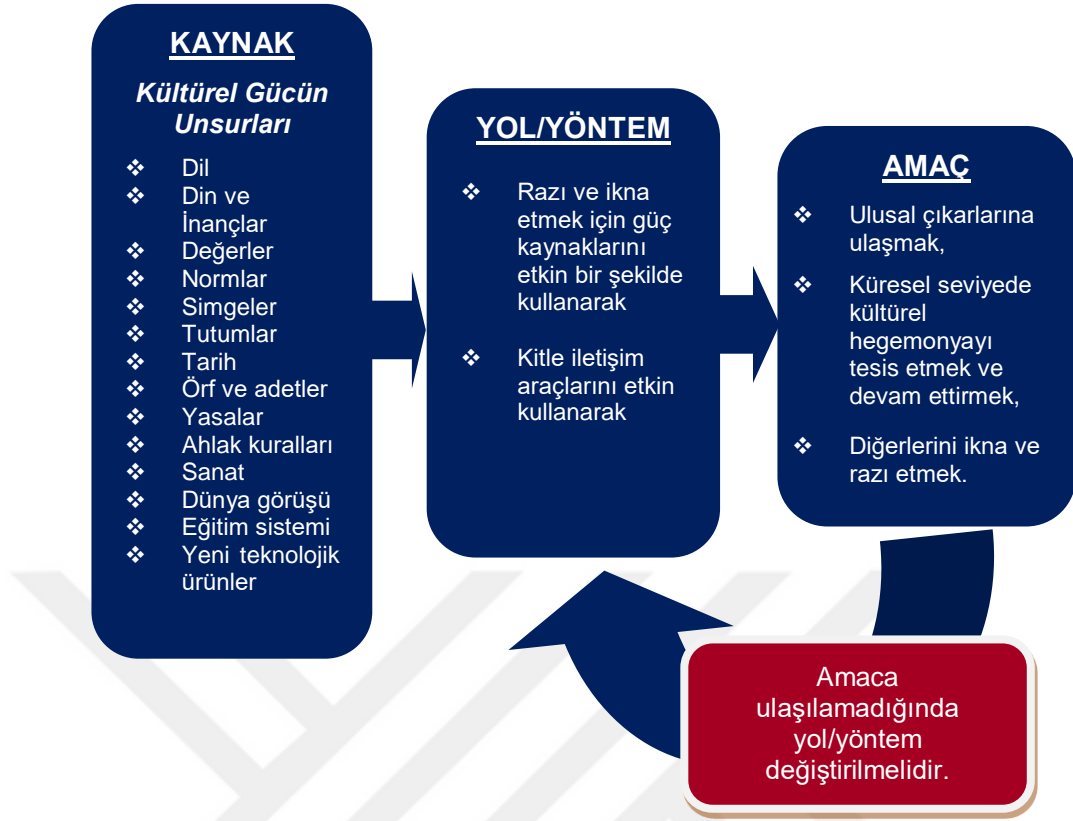 KAYNAK
Kültürel Gücün
Unsurları
❖ Dil
❖ Din ve
İnançlar
❖ Değerler
❖ Normlar
❖ Simgeler
❖ Tutumlar
❖ Tarih
❖ Örf ve adetler
❖ Yasalar
❖ Ahlak kuralları
❖ Sanat
❖ Dünya görüşü
❖ Eğitim sistemi
❖ Yeni teknolojik
ürünler
YOL/YÖNTEM
❖ Razı ve ikna
etmek için güç
kaynaklarını
etkin bir şekilde
kullanarak
❖ Kitle iletişim
araçlarını etkin
kullanarak
AMAÇ
❖ Ulusal çıkarlarına
ulaşmak,
❖ Küresel seviyede
kültürel
hegemonyayı
tesis etmek ve
devam ettirmek,
❖ Diğerlerini ikna ve
razı etmek.
Amaca
ulaşılamadığında
yol/yöntem
değiştirilmelidir.